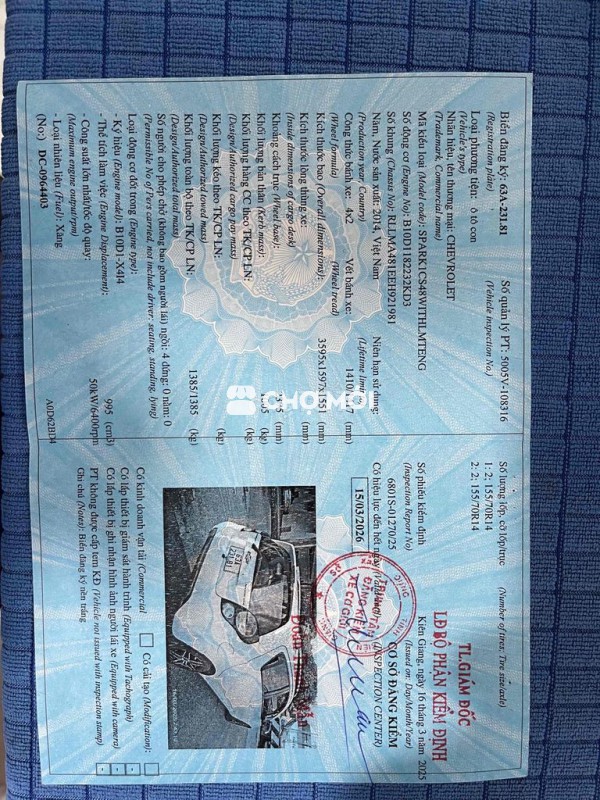 Biển đăng ký: 63A-231.81 Số quản lý PT: 5005V-108316
(Registration plate) (Vehicle inspection No.)
Loại phương tiện: ô tô con
(Vehicle's type)
Nhãn hiệu, tên thương mại: CHEVROLET
(Trademark, Commercial name)
Mã kiểu loại (Model code): SPARK1CS48WITHLMTENG
Số động cơ (Engine No): B10D1182232KD3
Số khung (Chassis No): RLLMA481EEH921981
Năm, Nước sản xuất: 2014, Việt Nam Niên hạn sử dụng:
(Production year, Country) (Lifetime limit
Công thức bánh xe: 4x2 Vết bánh xe: 1410/ (mm)
(Wheel formula) (Wheel tread)
Kích thước bao (Overall dimensions): 3595x1597x1551 (mm)
Kích thước lòng thùng xe: (mm)
(Inside dimensions of cargo desk)
Khoảng cách trục (Wheel base): (mm)
Khối lượng bản thân (Kerb mass): (kg)
Khối lượng hàng CC theo TK/CP LN:
(Design/Authorized cargo pay mass)
Khối lượng kéo theo TK/CP LN: (kg)
(Design/Authorized towed mass)
Khối lượng toàn bộ theo TK/CP LN: 1385/1385 (kg)
(Design/Authorized total mass)
Số người cho phép chở (không bao gồm người lái) ngồi: 4 đứng: 0 nằm: 0
(Permissible No of Pers carried, not include driver: seating, standing, lying)
Loại động cơ đốt trong (Engine type):
- Ký hiệu (Engine model): B10D1-X4J4
- Thể tích làm việc (Engine Displacement): 995 (cm3)
- Công suất lớn nhất/tốc độ quay: 50kW/6400rpm
(Maximum engine output/rpm)
- Loại nhiên liệu (Fuel): Xăng
(No:) DC-0964403 A0D62BD4
Số lượng lốp, cỡ lốp/trục (Number of tires, Tire size/axle)
1: 2: 155/70R14
2: 2: 155/70R14
TL.GIÁM ĐỐC
LĐ BỘ PHẬN KIỂM ĐỊNH
Số phiếu kiểm định Kiên Giang, ngày 16 tháng 3 năm 2025
(Inspection Report No) (Issued on: Day/Month/Year)
6801S-01270/25 CƠ SỞ ĐĂNG KIỂM
Có hiệu lực đến hết ngày (INSPECTION CENTER)
15/03/2026
TRUNG TÂM
ĐĂNG KIỂM
XE CƠ GIỚI
Có kinh doanh vận tải (Commercial Có cải tạo (Modification):
Có lắp thiết bị giám sát hành trình (Equipped with Tachograph)
Có lắp thiết bị ghi nhận hình ảnh người lái xe (Equipped with camera)
PT không được cấp tem KĐ (Vehicle not issued with inspection stamp)
Ghi chú (Notes): Biển đăng ký nền trắng
CHỢ MỚI